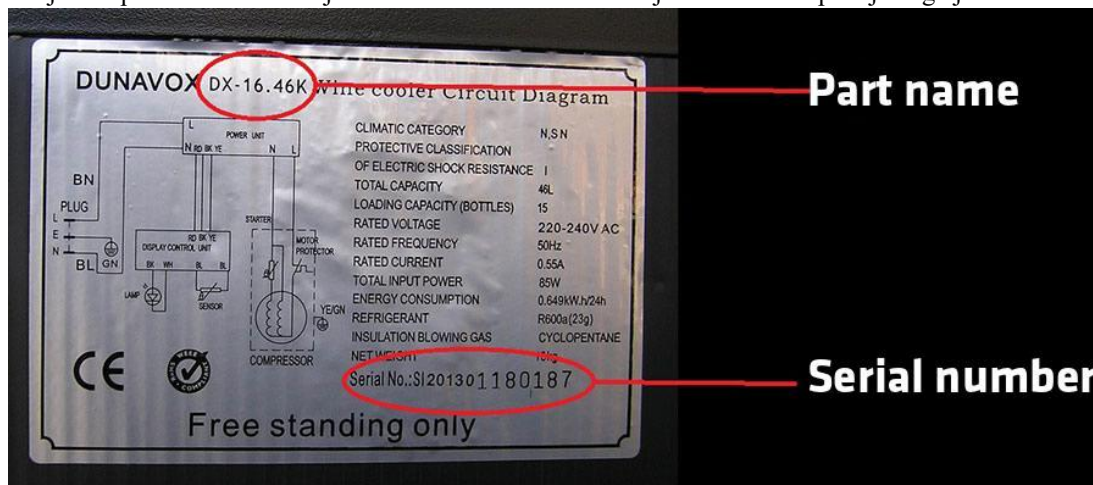 DUNAVOX DX-16.46K Wine cooler Circuit Diagram
Part name
L
POWER UNIT
N RD BK YE N L
BN
PLUG
L
E
N
BL GN
STARTER
MOTOR
PROTECTOR
RD BK YE
DISPLAY CONTROL UNIT
BK WH BL BL
LAMP
SENSOR
YE/GN
COMPRESSOR
CLIMATIC CATEGORY N,SN
PROTECTIVE CLASSIFICATION
OF ELECTRIC SHOCK RESISTANCE I
TOTAL CAPACITY 46L
LOADING CAPACITY (BOTTLES) 15
RATED VOLTAGE 220-240V AC
RATED FREQUENCY 50Hz
RATED CURRENT 0.55A
TOTAL INPUT POWER 85W
ENERGY CONSUMPTION 0.649kW.h/24h
REFRIGERANT R600a(23g)
INSULATION BLOWING GAS CYCLOPENTANE
NET WEIGHT
Serial No.:SI201301180187
Serial number
CE
Free standing only